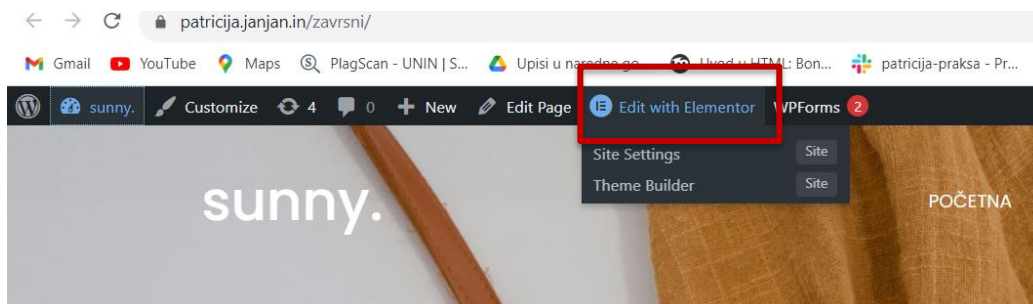 patricija.janjan.in/zavrsni/
Gmail YouTube Maps PlagScan - UNIN | S... Upisi u naredne go... Uvod u HTML: Bon... patricija-praksa - Pr...
sunny. Customize 4 0 + New Edit Page Edit with Elementor WPForms 2
Site Settings Site
Theme Builder Site
sunny. POČETNA